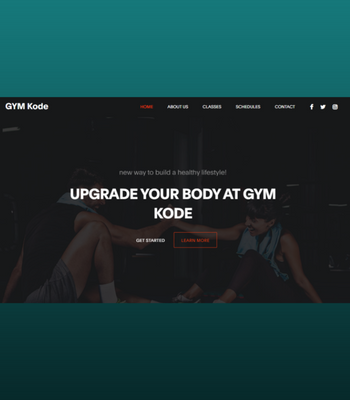 GYM Kode
HOME ABOUT US CLASSES SCHEDULES CONTACT
new way to build a healthy lifestyle!
UPGRADE YOUR BODY AT GYM
KODE
GET STARTED LEARN MORE